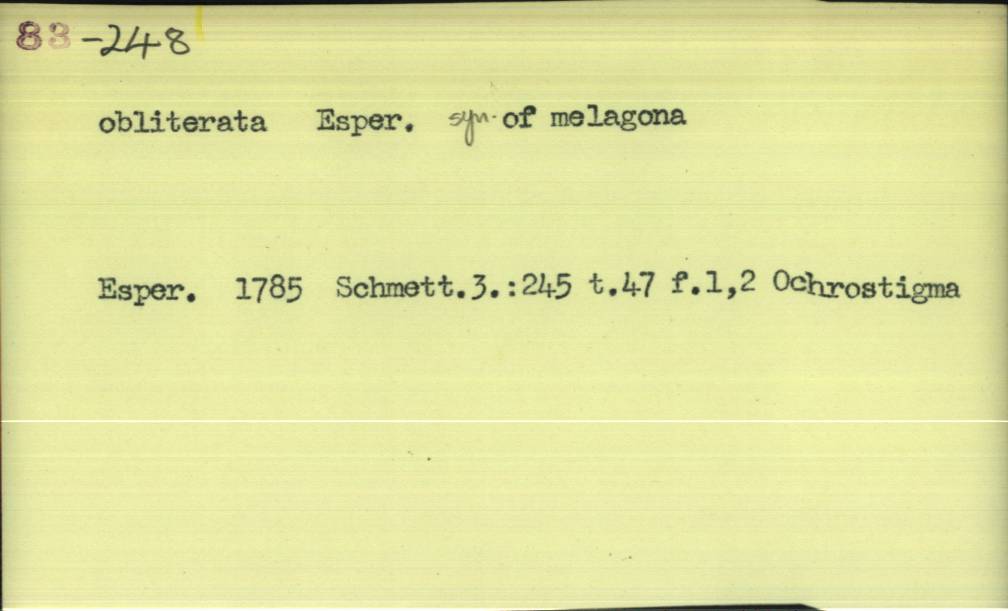 83-248
obliterata Esper. syn. of melagona
Esper. 1785 Schmett.3.:245 t.47 f.1,2 Ochrostigma